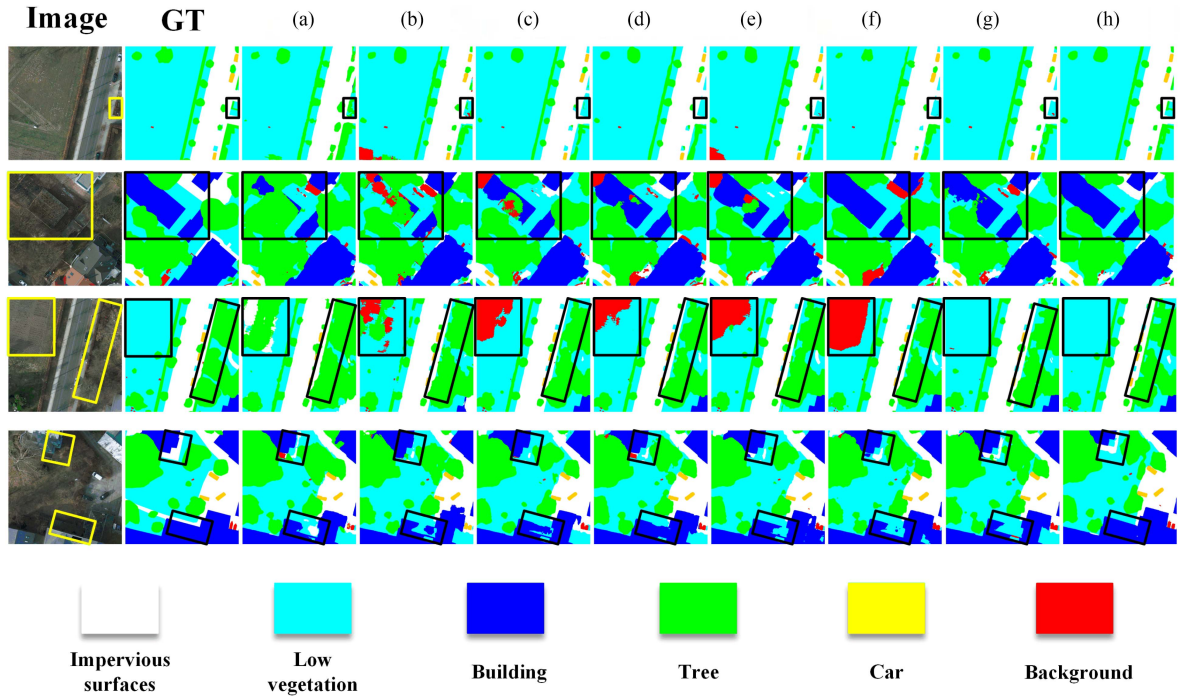 Image GT (a) (b) (c) (d) (e) (f) (g) (h)
Impervious surfaces
Low vegetation
Building
Tree
Car
Background